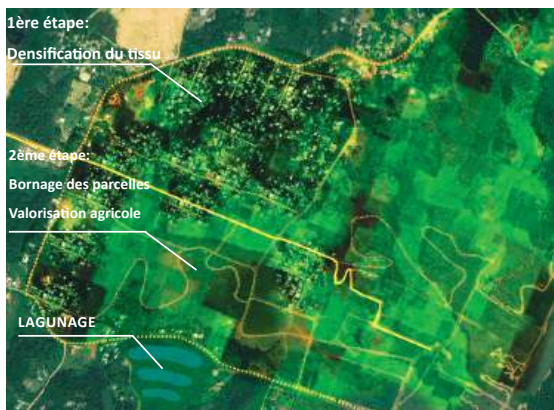 1ère étape:
Densification du tissu
2ème étape:
Bornage des parcelles
Valorisation agricole
LAGUNAGE